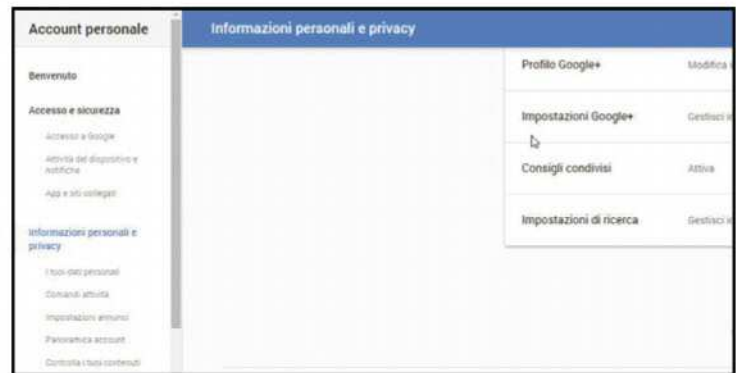 Account personale
Informazioni personali e privacy
Benvenuto
Accesso e sicurezza
Accesso a Google
Attività del dispositivo e
notifiche
App e siti collegati
Informazioni personali e
privacy
I tuoi dati personali
Comandi attività
Impostazioni annunci
Panoramica account
Controlla i tuoi contenuti
Profilo Google+ Modifica
Impostazioni Google+ Gestisci
Consigli condivisi Attiva
Impostazioni di ricerca Gestisci